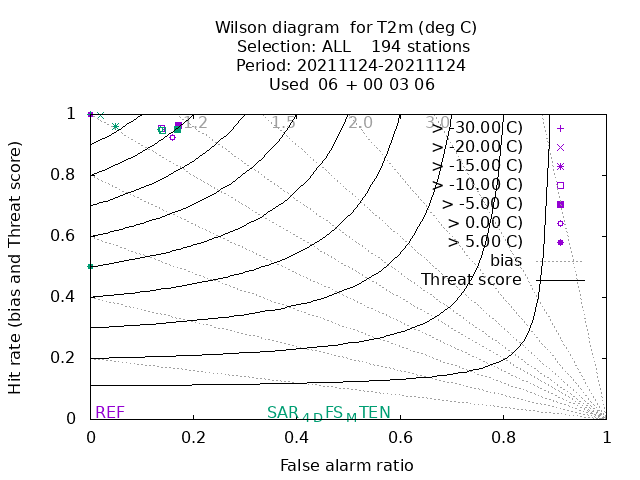 Wilson diagram  for T2m (deg C)
Selection: ALL    194 stations
Period: 20211124-20211124
Used  06 + 00 03 06
Hit rate (bias and Threat score)
1
0.8
0.6
0.4
0.2
0
1.2 1.5 2.0 3.0
> -30.00 C)
> -20.00 C)
> -15.00 C)
> -10.00 C)
> -5.00 C)
> 0.00 C)
> 5.00 C)
bias
Threat score
REF SAR4DFSMTEN
0 0.2 0.4 0.6 0.8 1
False alarm ratio